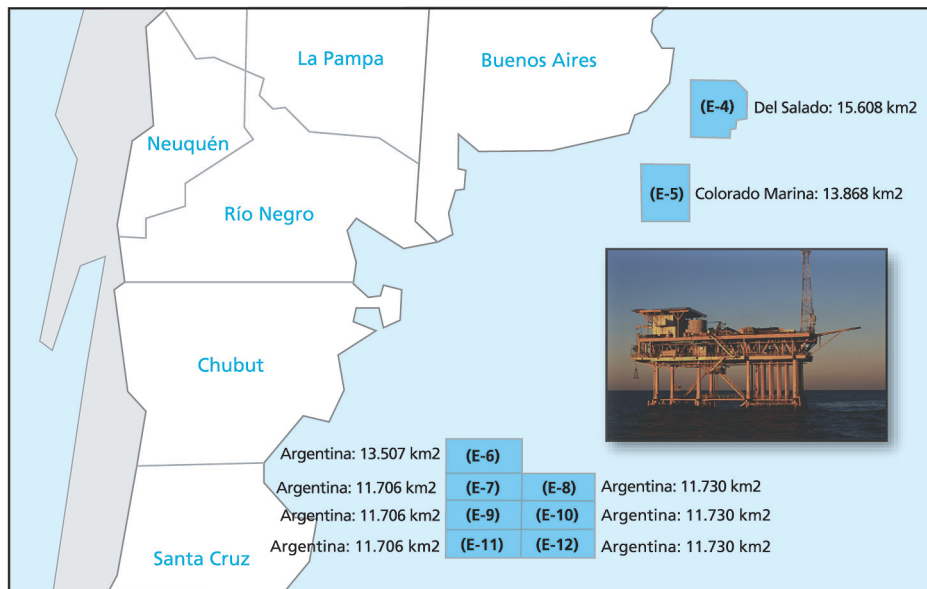 La Pampa
Buenos Aires
(E-4) Del Salado: 15.608 km2
Neuquén
(E-5) Colorado Marina: 13.868 km2
Río Negro
Chubut
Argentina: 13.507 km2 (E-6)
Argentina: 11.706 km2 (E-7) (E-8) Argentina: 11.730 km2
Argentina: 11.706 km2 (E-9) (E-10) Argentina: 11.730 km2
Argentina: 11.706 km2 (E-11) (E-12) Argentina: 11.730 km2
Santa Cruz